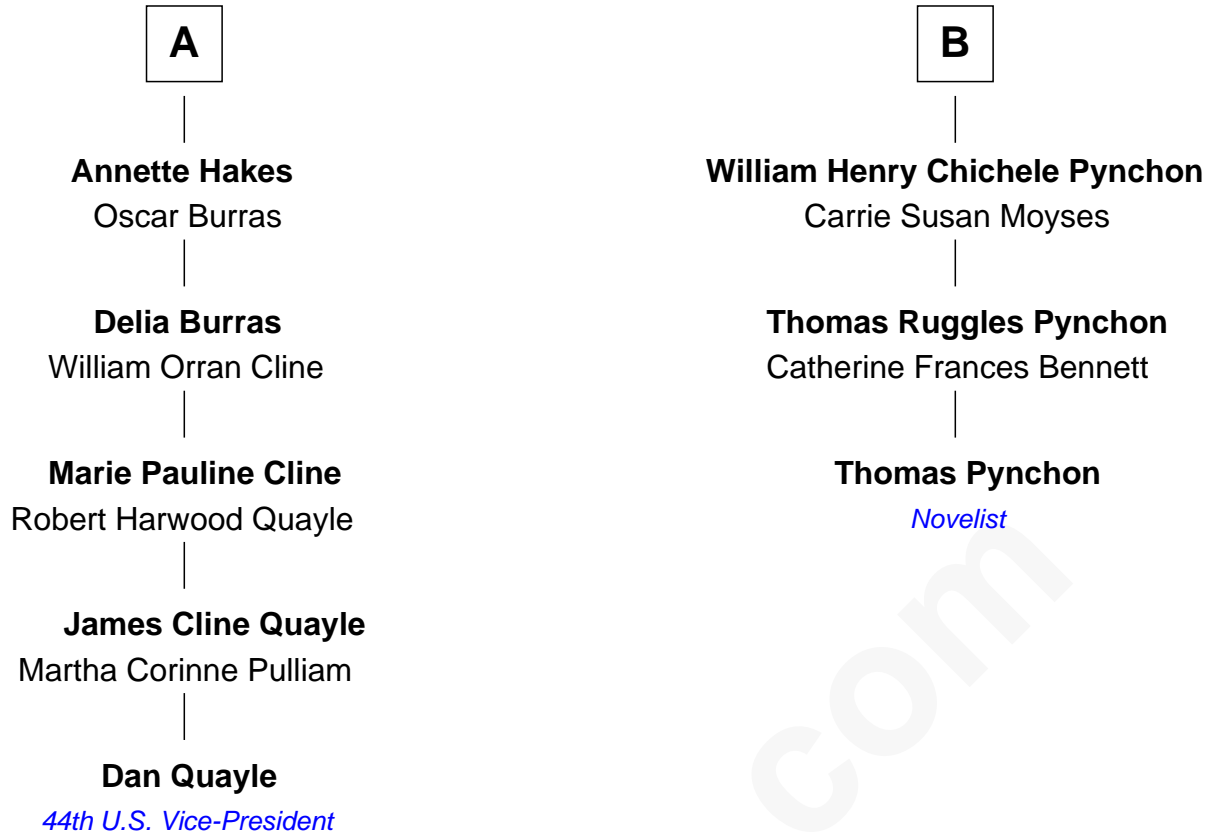 A
Annette Hakes
Oscar Burras
Delia Burras
William Orran Cline
Marie Pauline Cline
Robert Harwood Quayle
James Cline Quayle
Martha Corinne Pulliam
Dan Quayle
44th U.S. Vice-President
B
William Henry Chichele Pynchon
Carrie Susan Moyses
Thomas Ruggles Pynchon
Catherine Frances Bennett
Thomas Pynchon
Novelist
com